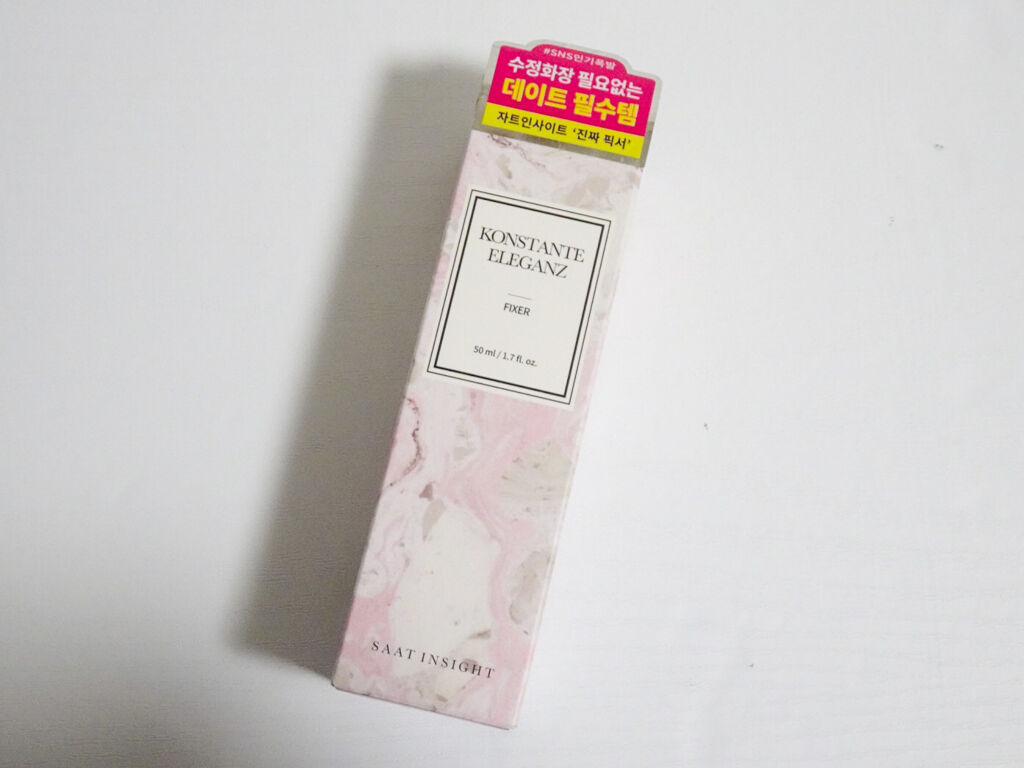 #SNS인기폭발
수정화장 필요없는
데이트 필수템
자트인사이트 '진짜 픽서'
KONSTANTE
ELEGANZ
FIXER
50 ml / 1.7 fl. oz.
SAAT INSIGHT